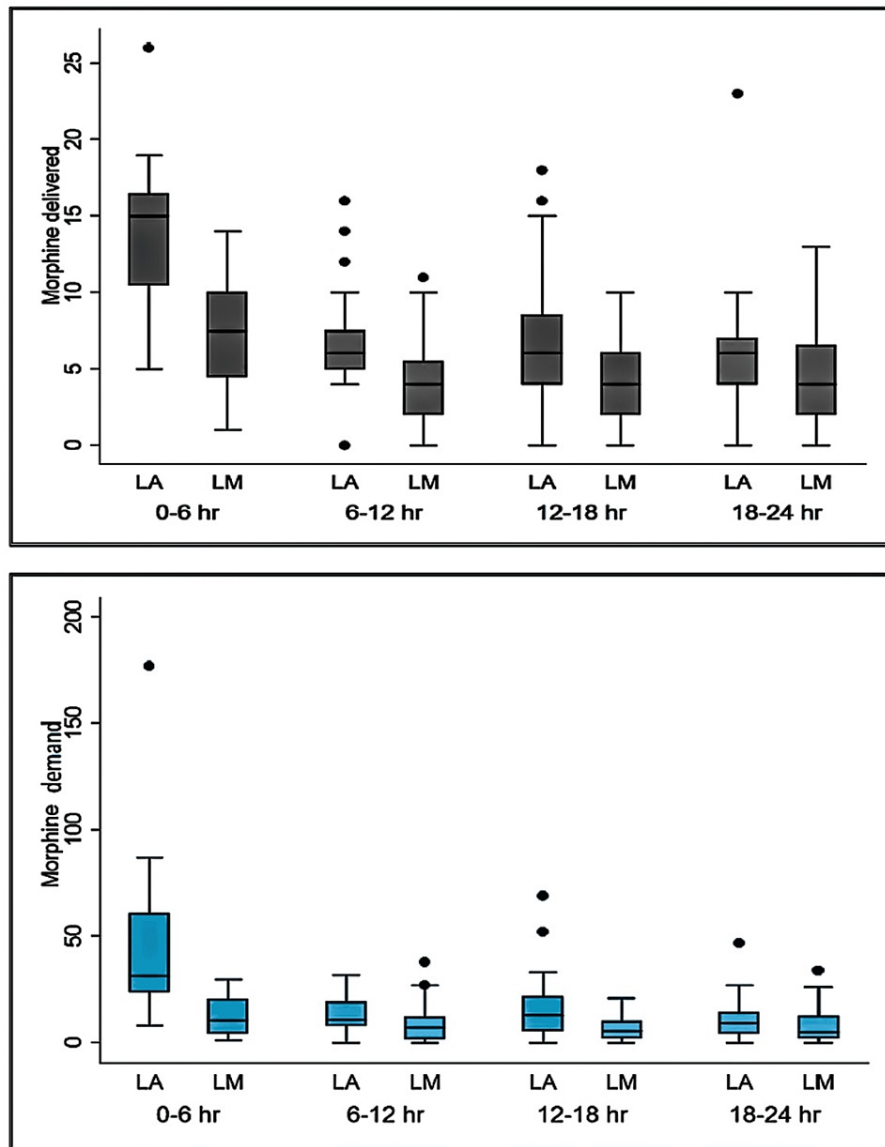 Morphine delivered
25
20
15
10
5
0
LA LM LA LM LA LM LA LM
0-6 hr 6-12 hr 12-18 hr 18-24 hr
Morphine demand
200
150
100
50
0
LA LM LA LM LA LM LA LM
0-6 hr 6-12 hr 12-18 hr 18-24 hr